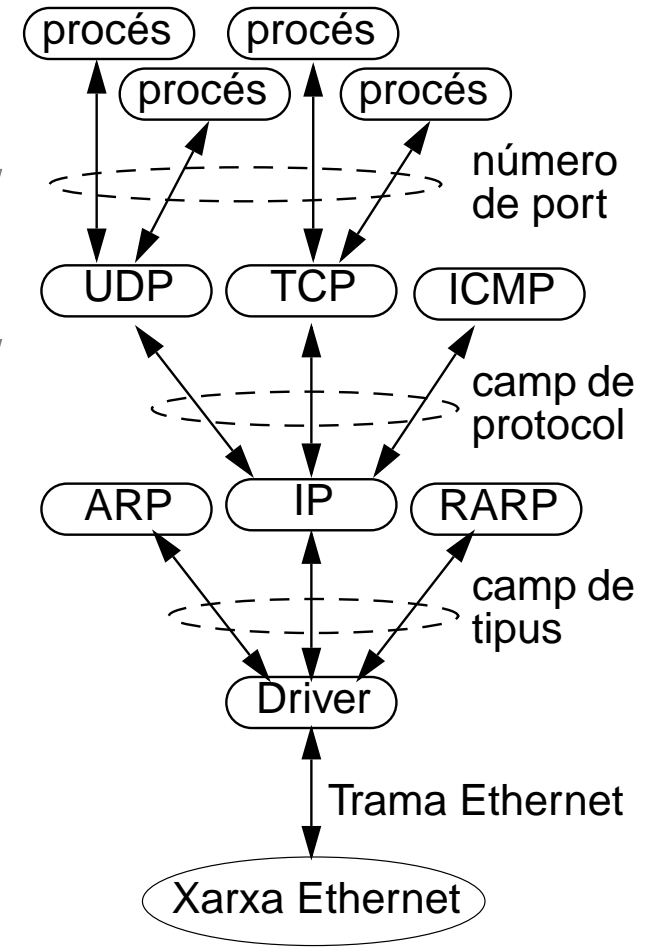 procés
procés
procés
procés
número
de port
UDP
TCP
ICMP
camp de
protocol
ARP
IP
RARP
camp de
tipus
Driver
Trama Ethernet
Xarxa Ethernet